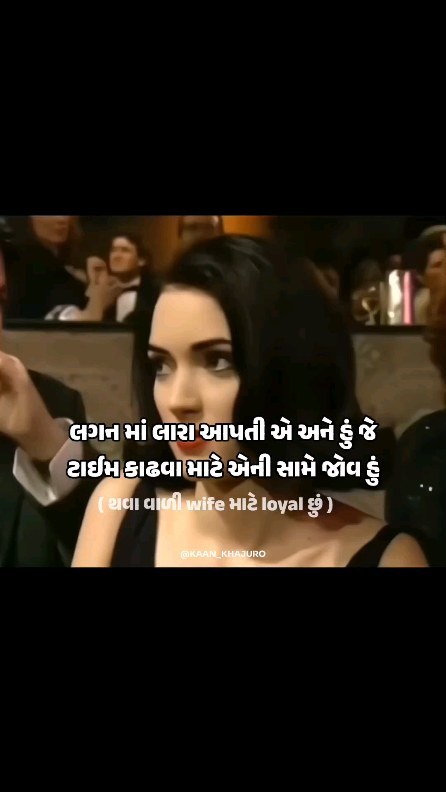 લગન માં લારા આપતી એ અને હું જે
ટાઈમ કાઢવા માટે એની સામે જોવ હું
( થવા વાળી wife માટે loyal છું )
@KAAN_KHAJURO